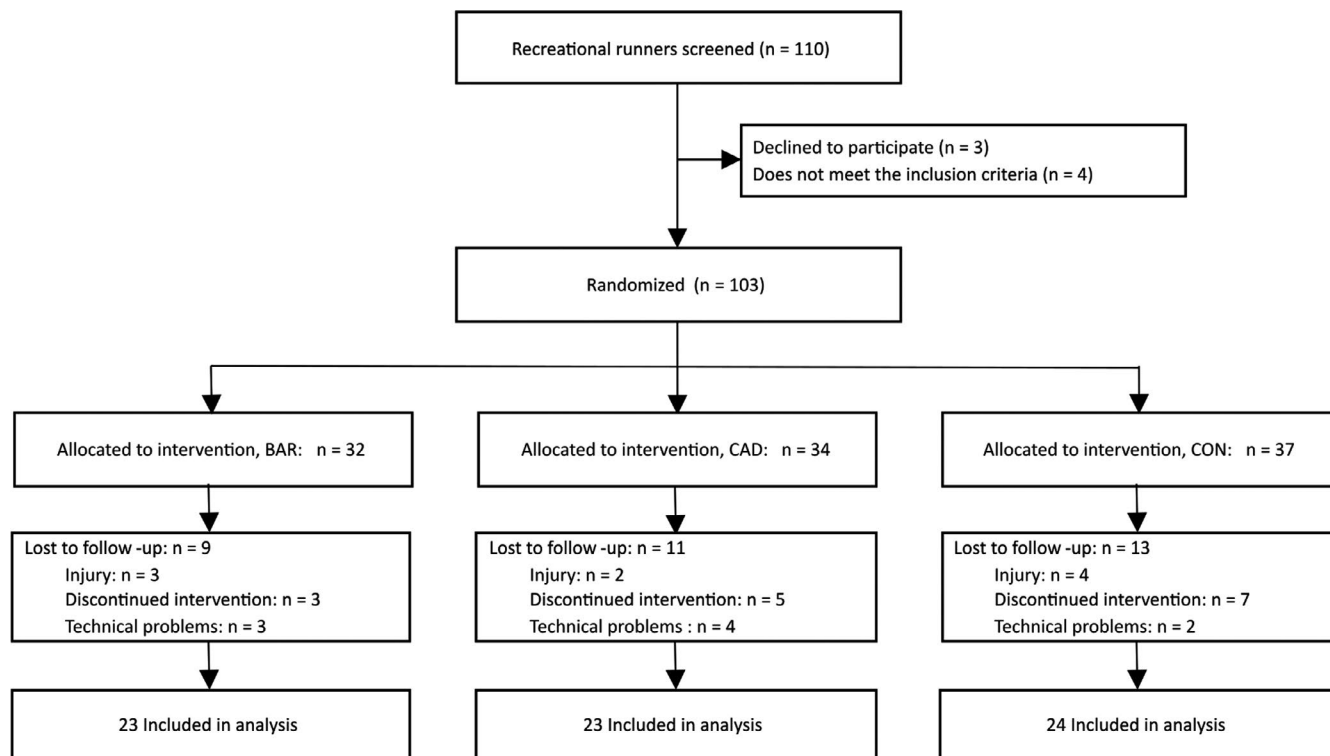 Recreational runners screened (n = 110)
Declined to participate (n = 3)
Does not meet the inclusion criteria (n = 4)
Randomized (n = 103)
Allocated to intervention, BAR: n = 32
Allocated to intervention, CAD: n = 34
Allocated to intervention, CON: n = 37
Lost to follow -up: n = 9
Injury: n = 3
Discontinued intervention: n = 3
Technical problems: n = 3
Lost to follow -up: n = 11
Injury: n = 2
Discontinued intervention: n = 5
Technical problems : n = 4
Lost to follow -up: n = 13
Injury: n = 4
Discontinued intervention: n = 7
Technical problems: n = 2
23 Included in analysis
23 Included in analysis
24 Included in analysis